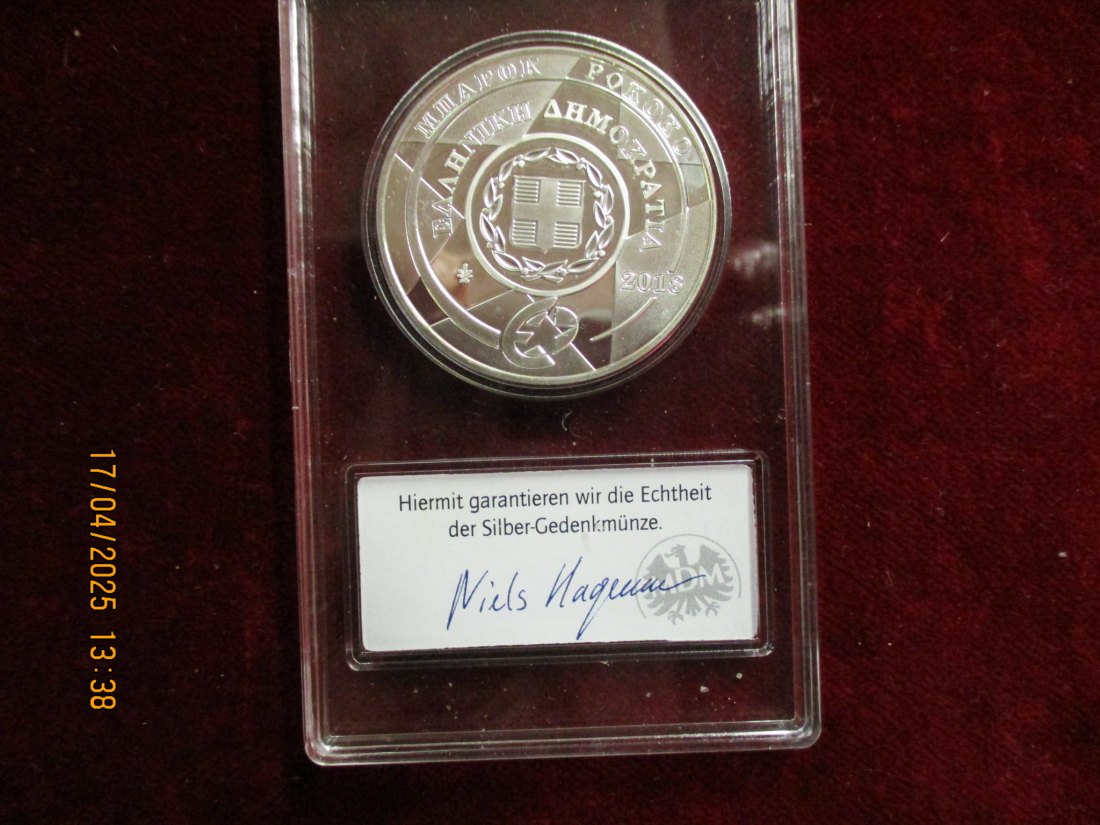 ΜΠΑΡΟΚ ΡΟΚΟΚΟ
ΕΛΛΗΝΙΚΗ ΔΗΜΟΚΡΑΤΙΑ
2018
Hiermit garantieren wir die Echtheit
der Silber-Gedenkmünze.
Niels
MDM
17/04/2025 13:38